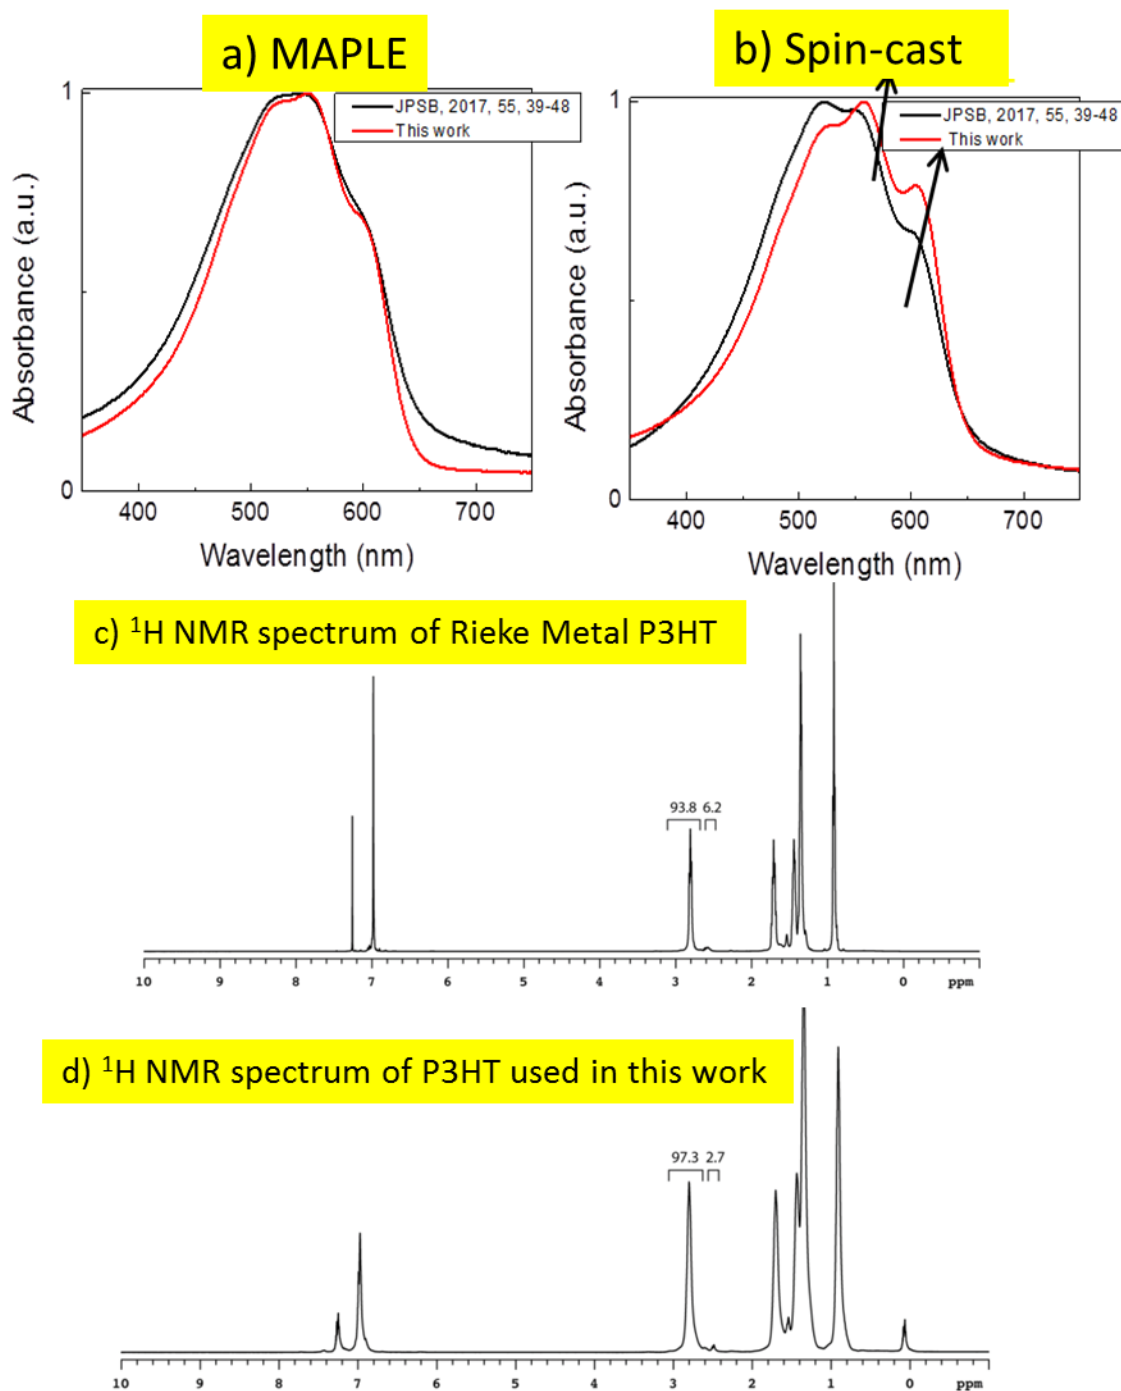 a) MAPLE
b) Spin-cast
1
JPSB, 2017, 55, 39-48
This work
Absorbance (a.u.)
0
400 500 600 700
Wavelength (nm)
1
JPSB, 2017, 55, 39-48
This work
Absorbance (a.u.)
0
400 500 600 700
Wavelength (nm)
c) ¹H NMR spectrum of Rieke Metal P3HT
93.8 6.2
10 9 8 7 6 5 4 3 2 1 0 ppm
d) ¹H NMR spectrum of P3HT used in this work
97.3 2.7
10 9 8 7 6 5 4 3 2 1 0 ppm